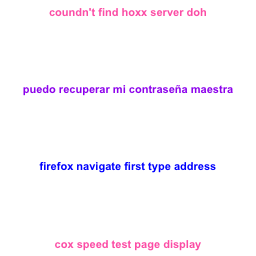 coundn't find hoxx server doh
puedo recuperar mi contraseña maestra
firefox navigate first type address
cox speed test page display